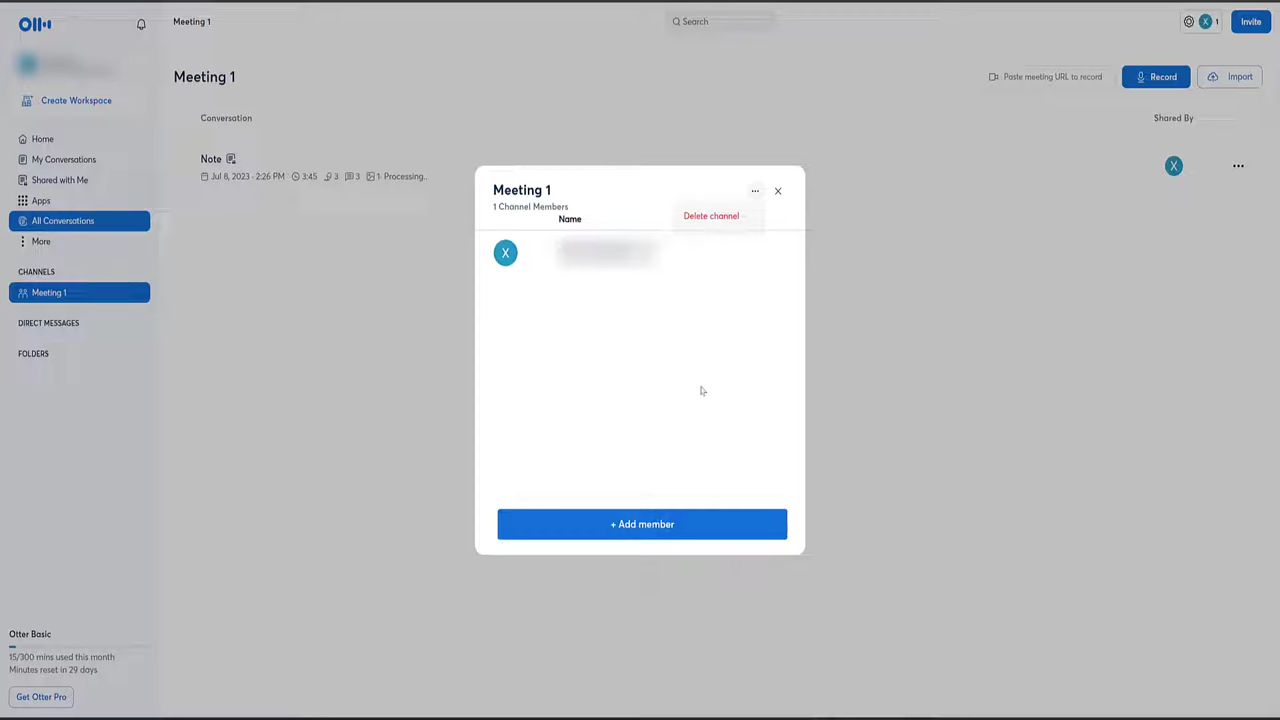 Meeting 1
Search
X 1
Invite
Create Workspace
Home
My Conversations
Shared with Me
Apps
All Conversations
More
CHANNELS
Meeting 1
DIRECT MESSAGES
FOLDERS
Otter Basic
15/300 mins used this month
Minutes reset in 29 days
Get Otter Pro
Meeting 1
Paste meeting URL to record
Record
Import
Conversation
Shared By
Note
Jul 8, 2023 - 2:26 PM 3:45 3 3 1 Processing..
X
Meeting 1
1 Channel Members
Name
Delete channel
X
+ Add member